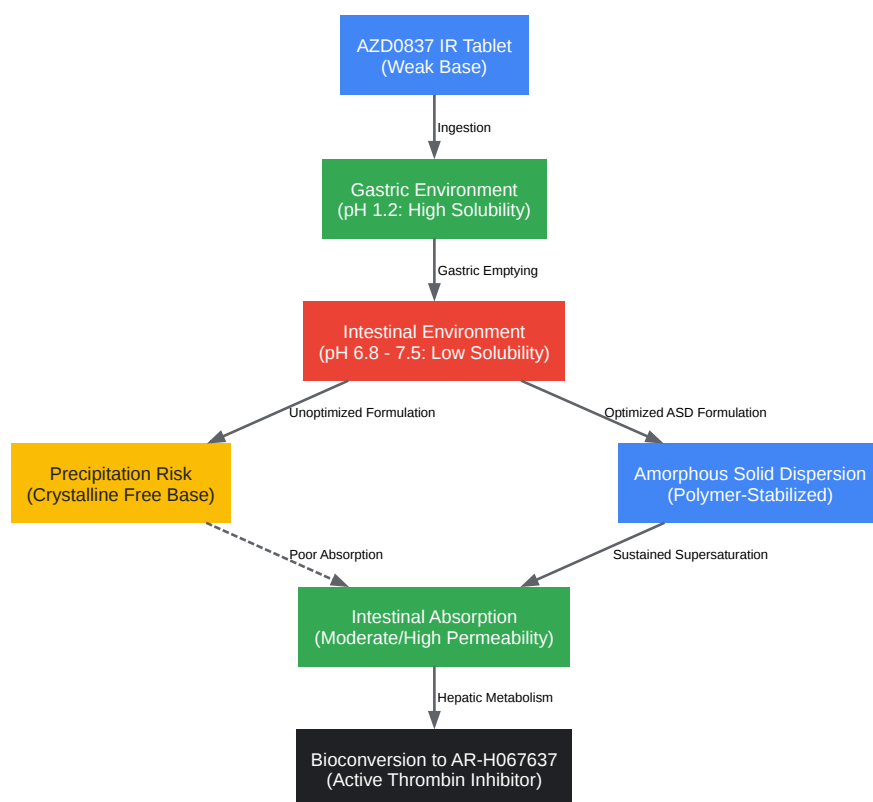 AZD0837 IR Tablet
(Weak Base)
Ingestion
Gastric Environment
(pH 1.2: High Solubility)
Gastric Emptying
Intestinal Environment
(pH 6.8 - 7.5: Low Solubility)
Unoptimized Formulation
Optimized ASD Formulation
Precipitation Risk
(Crystalline Free Base)
Amorphous Solid Dispersion
(Polymer-Stabilized)
Poor Absorption
Sustained Supersaturation
Intestinal Absorption
(Moderate/High Permeability)
Hepatic Metabolism
Bioconversion to AR-H067637
(Active Thrombin Inhibitor)